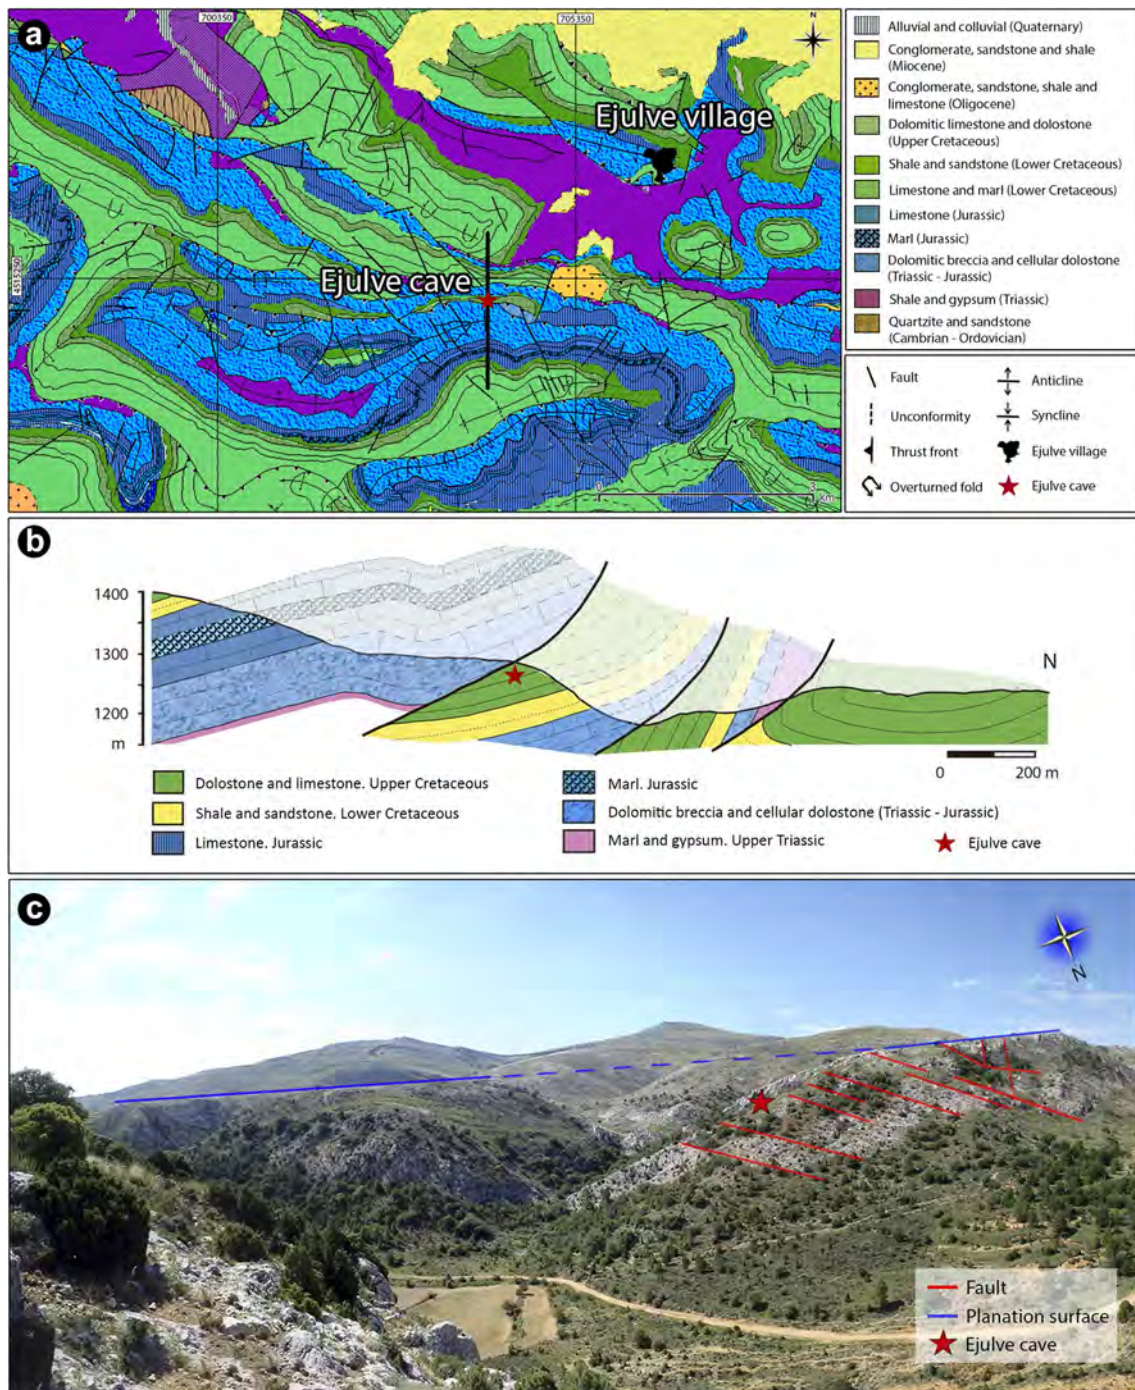 a
700350
705350
N
4515250
Ejulve village
Ejulve cave
0
3
Km
Alluvial and colluvial (Quaternary)
Conglomerate, sandstone and shale
(Miocene)
Conglomerate, sandstone, shale and
limestone (Oligocene)
Dolomitic limestone and dolostone
(Upper Cretaceous)
Shale and sandstone (Lower Cretaceous)
Limestone and marl (Lower Cretaceous)
Limestone (Jurassic)
Marl (Jurassic)
Dolomitic breccia and cellular dolostone
(Triassic - Jurassic)
Shale and gypsum (Triassic)
Quartzite and sandstone
(Cambrian - Ordovician)
Fault
Anticline
Unconformity
Syncline
Thrust front
Ejulve village
Overturned fold
Ejulve cave
b
1400
1300
1200
m
N
0 200 m
Dolostone and limestone. Upper Cretaceous
Shale and sandstone. Lower Cretaceous
Limestone. Jurassic
Marl. Jurassic
Dolomitic breccia and cellular dolostone (Triassic - Jurassic)
Marl and gypsum. Upper Triassic
Ejulve cave
c
N
Fault
Planation surface
Ejulve cave